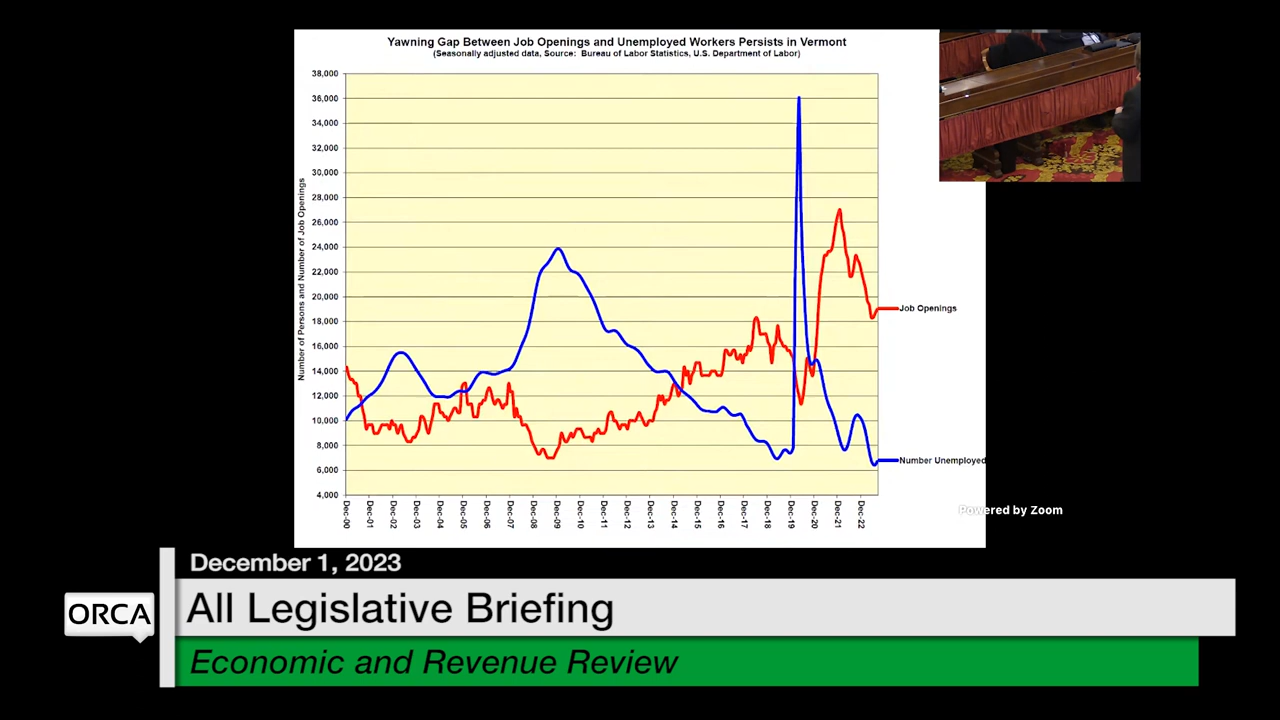 Yawning Gap Between Job Openings and Unemployed Workers Persists in Vermont
(Seasonally adjusted data, Source: Bureau of Labor Statistics, U.S. Department of Labor)
Number of Persons and Number of Job Openings
38,000
36,000
34,000
32,000
30,000
28,000
26,000
24,000
22,000
20,000
18,000
16,000
14,000
12,000
10,000
8,000
6,000
4,000
Job Openings
Number Unemployed
Dec-00
Dec-01
Dec-02
Dec-03
Dec-04
Dec-05
Dec-06
Dec-07
Dec-08
Dec-09
Dec-10
Dec-11
Dec-12
Dec-13
Dec-14
Dec-15
Dec-16
Dec-17
Dec-18
Dec-19
Dec-20
Dec-21
Dec-22
Powered by Zoom
December 1, 2023
ORCA
All Legislative Briefing
Economic and Revenue Review